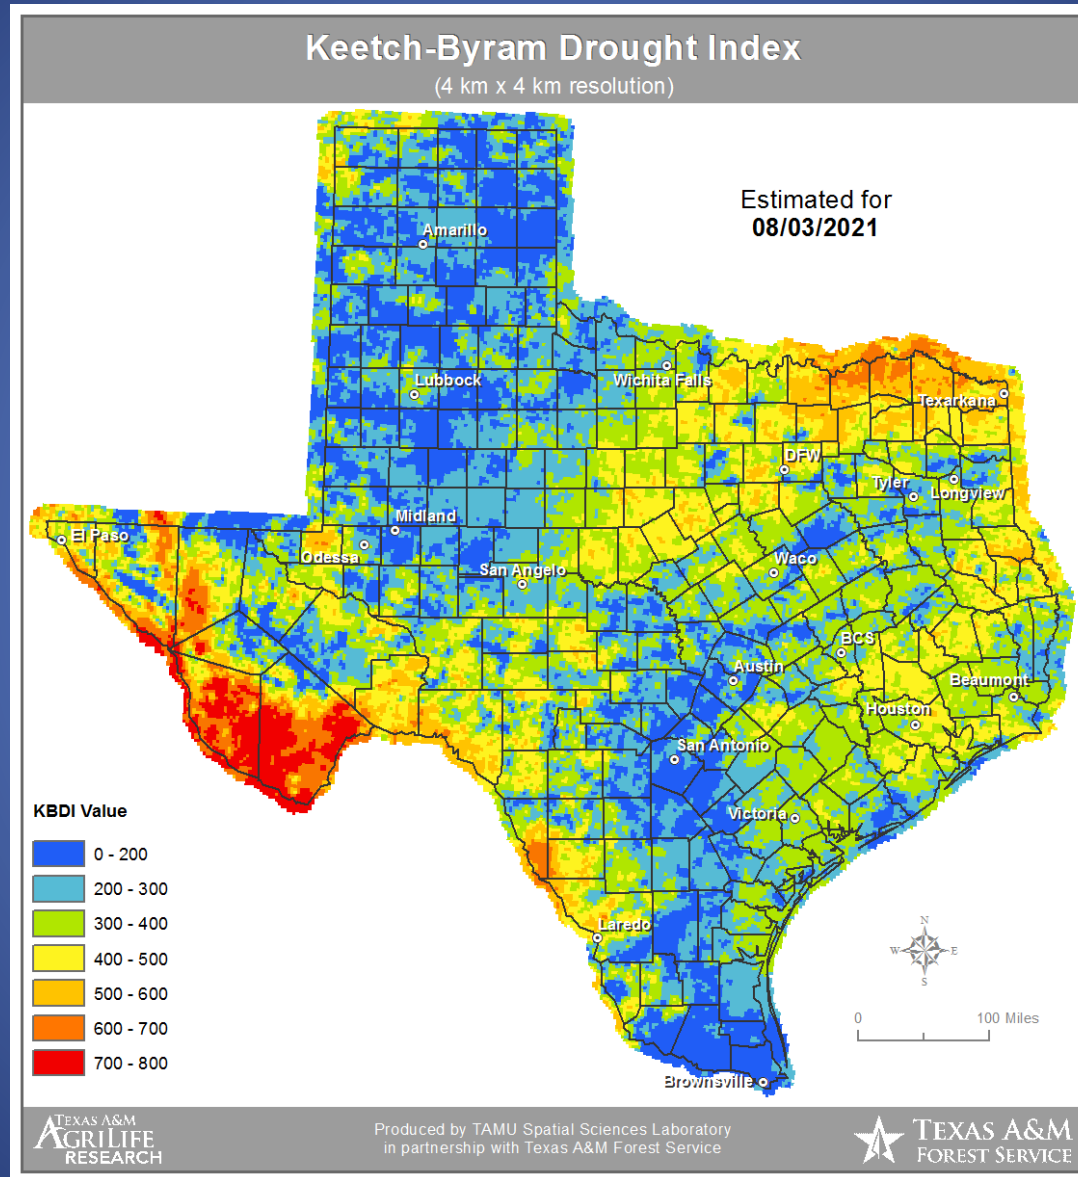 Keetch-Byram Drought Index
(4 km x 4 km resolution)
Estimated for
08/03/2021
Amarillo
Lubbock
Wichita Falls
Texarkana
DFW
Tyler
Longview
Midland
El Paso
Odessa
San Angelo
Waco
BCS
Austin
Beaumont
Houston
San Antonio
Victoria
Laredo
Brownsville
KBDI Value
0 - 200
200 - 300
300 - 400
400 - 500
500 - 600
600 - 700
700 - 800
N
W E
S
0 100 Miles
TEXAS A&M
AGRILIFE
RESEARCH
Produced by TAMU Spatial Sciences Laboratory
in partnership with Texas A&M Forest Service
TEXAS A&M
FOREST SERVICE